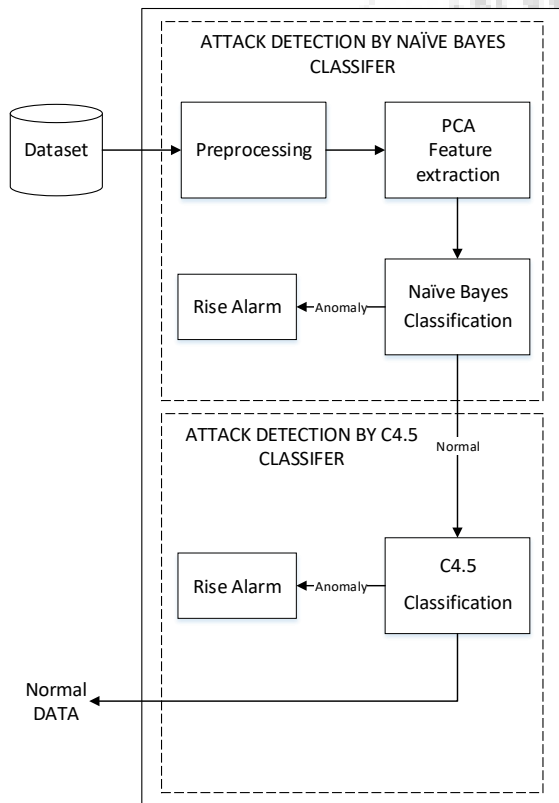 ATTACK DETECTION BY NAÏVE BAYES
CLASSIFER
Dataset
Preprocessing
PCA
Feature
extraction
Rise Alarm
Anomaly
Naïve Bayes
Classification
Normal
ATTACK DETECTION BY C4.5
CLASSIFER
Rise Alarm
Anomaly
C4.5
Classification
Normal
DATA